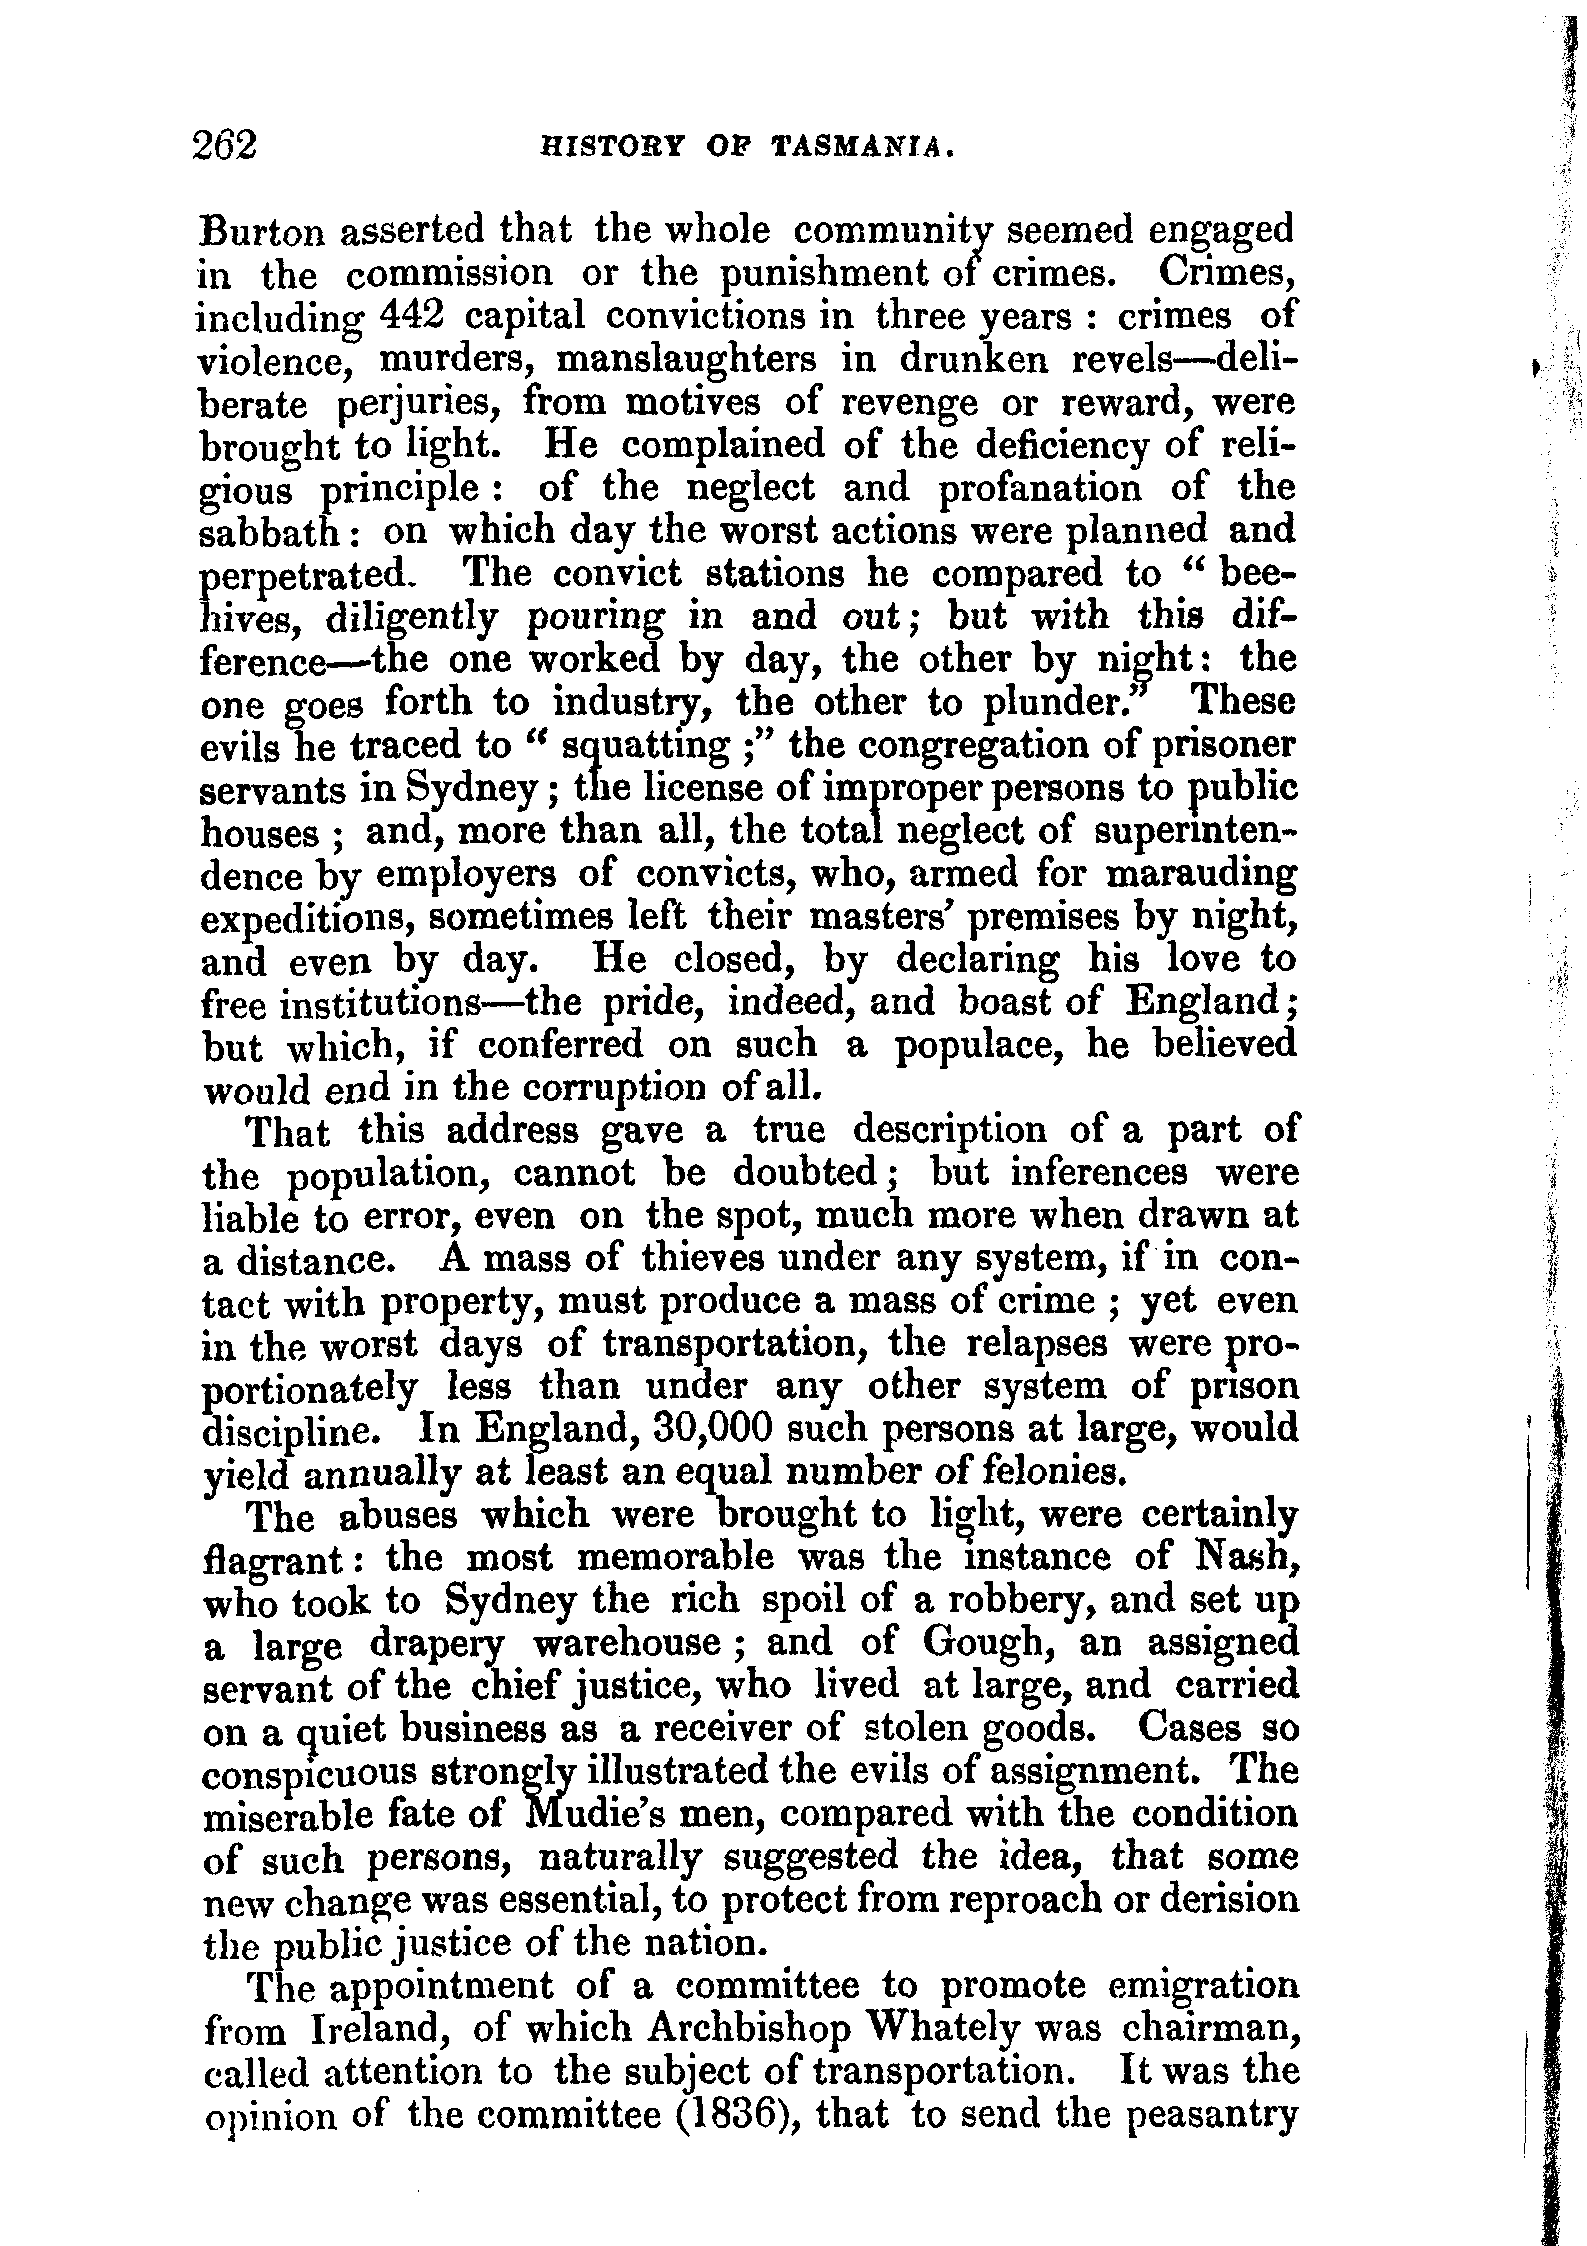 262 HISTORY OF TASMANIA.
Burton asserted that the whole community seemed engaged
in the commission or the punishment of crimes. Crimes,
including 442 capital convictions in three years : crimes of
violence, murders, manslaughters in drunken revels—deli-
berate perjuries, from motives of revenge or reward, were
brought to light. He complained of the deficiency of reli-
gious principle : of the neglect and profanation of the
sabbath : on which day the worst actions were planned and
perpetrated. The convict stations he compared to “ bee-
hives, diligently pouring in and out ; but with this dif-
ference—the one worked by day, the other by night : the
one goes forth to industry, the other to plunder.” These
evils he traced to “ squatting ;” the congregation of prisoner
servants in Sydney ; the license of improper persons to public
houses ; and, more than all, the total neglect of superinten-
dence by employers of convicts, who, armed for marauding
expeditions, sometimes left their masters’ premises by night,
and even by day. He closed, by declaring his love to
free institutions—the pride, indeed, and boast of England ;
but which, if conferred on such a populace, he believed
would end in the corruption of all.
That this address gave a true description of a part of
the population, cannot be doubted ; but inferences were
liable to error, even on the spot, much more when drawn at
a distance. A mass of thieves under any system, if in con-
tact with property, must produce a mass of crime ; yet even
in the worst days of transportation, the relapses were pro-
portionately less than under any other system of prison
discipline. In England, 30,000 such persons at large, would
yield annually at least an equal number of felonies.
The abuses which were brought to light, were certainly
flagrant : the most memorable was the instance of Nash,
who took to Sydney the rich spoil of a robbery, and set up
a large drapery warehouse ; and of Gough, an assigned
servant of the chief justice, who lived at large, and carried
on a quiet business as a receiver of stolen goods. Cases so
conspicuous strongly illustrated the evils of assignment. The
miserable fate of Mudie’s men, compared with the condition
of such persons, naturally suggested the idea, that some
new change was essential, to protect from reproach or derision
the public justice of the nation.
The appointment of a committee to promote emigration
from Ireland, of which Archbishop Whately was chairman,
called attention to the subject of transportation. It was the
opinion of the committee (1836), that to send the peasantry